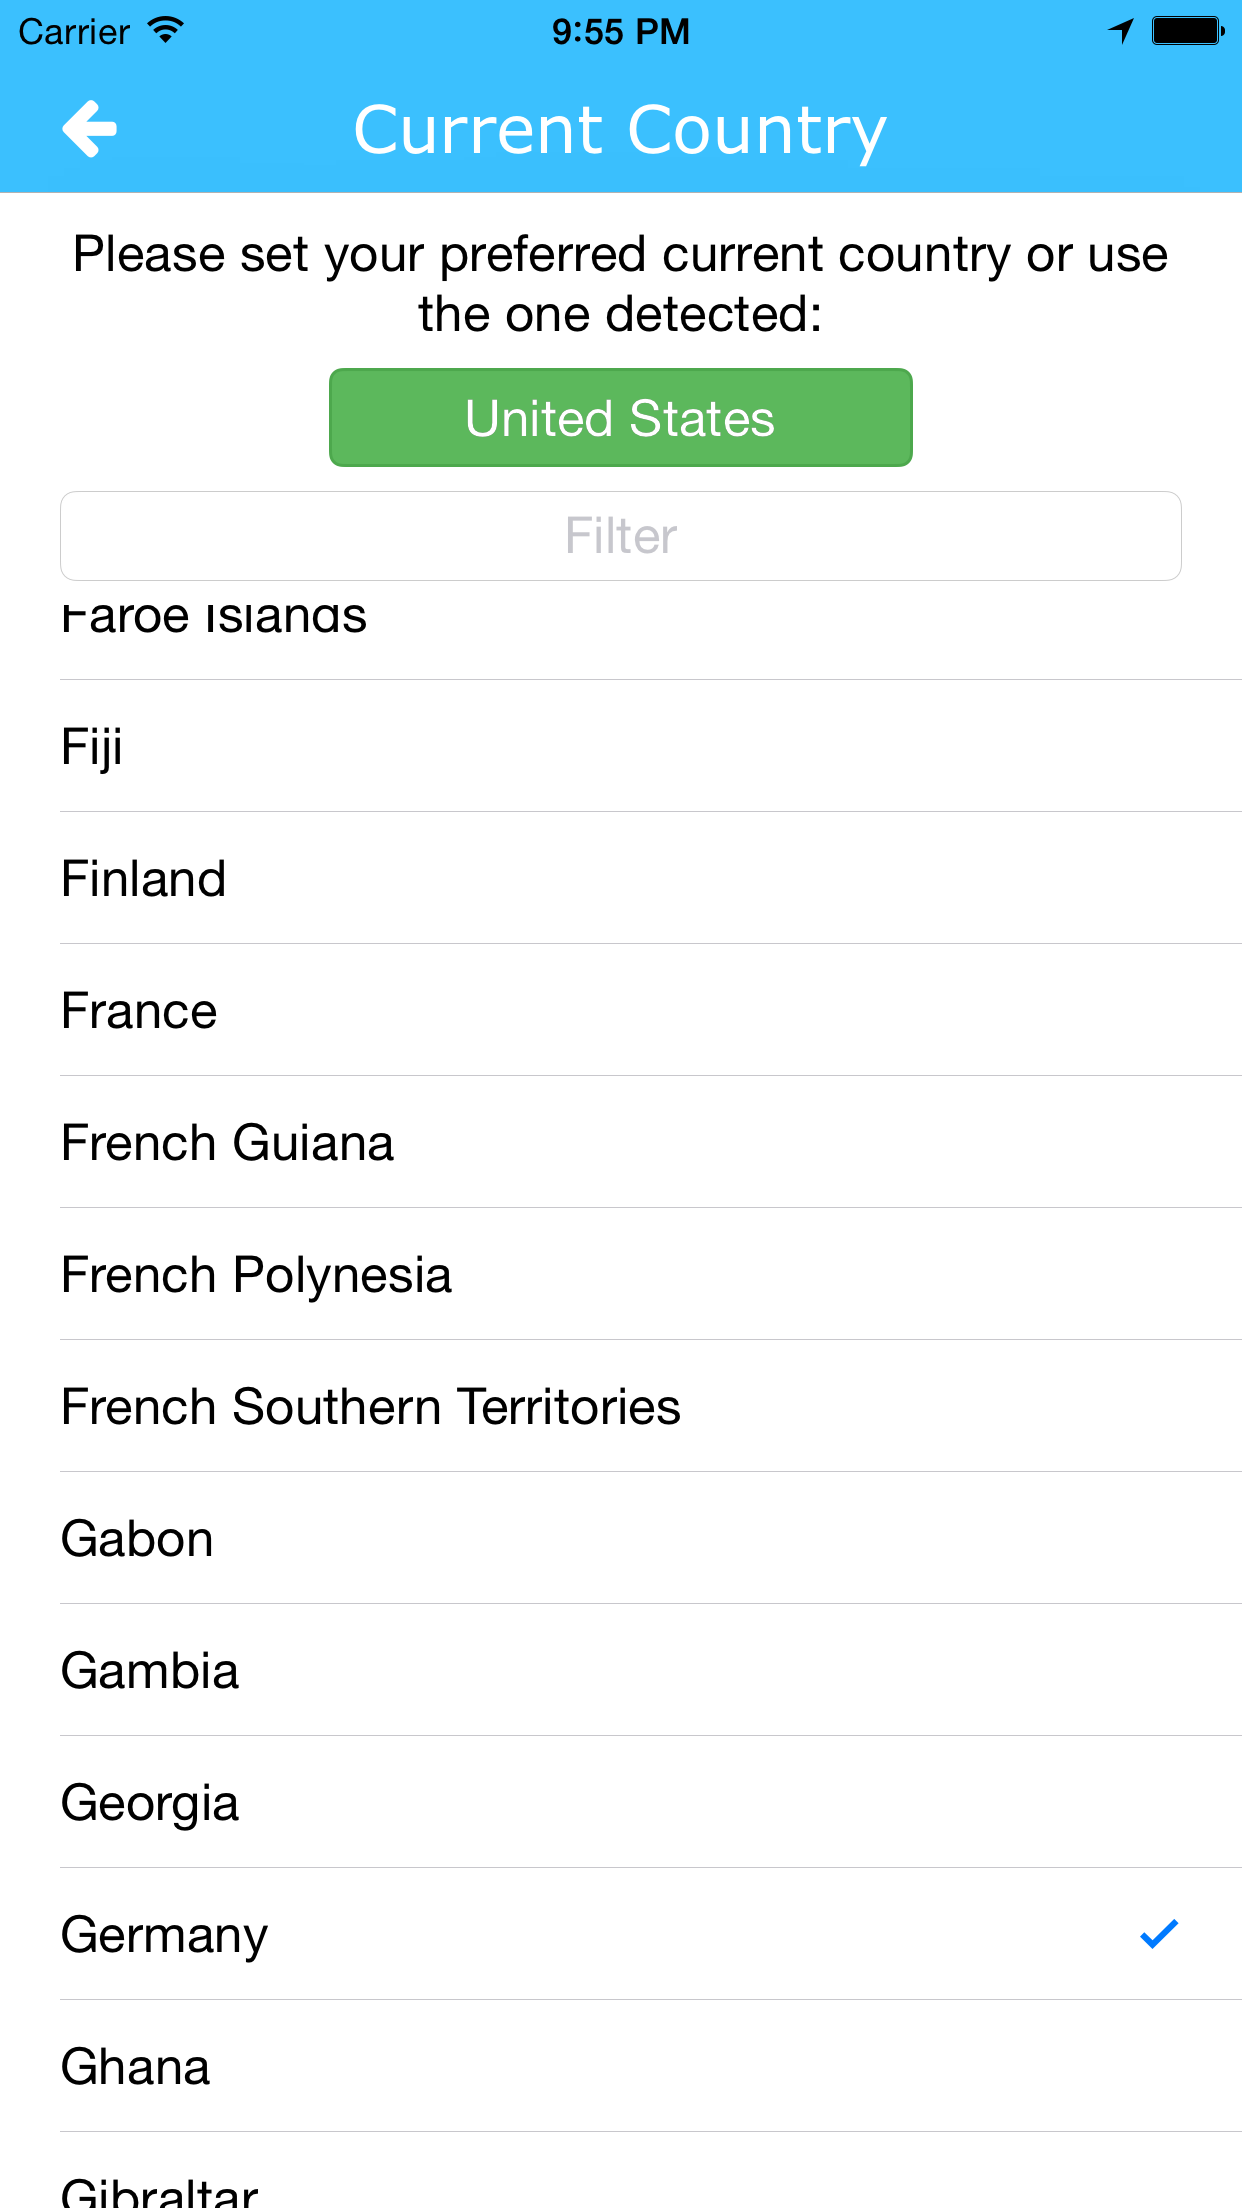 Carrier
9:55 PM
Current Country
Please set your preferred current country or use
the one detected:
United States
Filter
Faroe Islands
Fiji
Finland
France
French Guiana
French Polynesia
French Southern Territories
Gabon
Gambia
Georgia
Germany
Ghana
Gibraltar